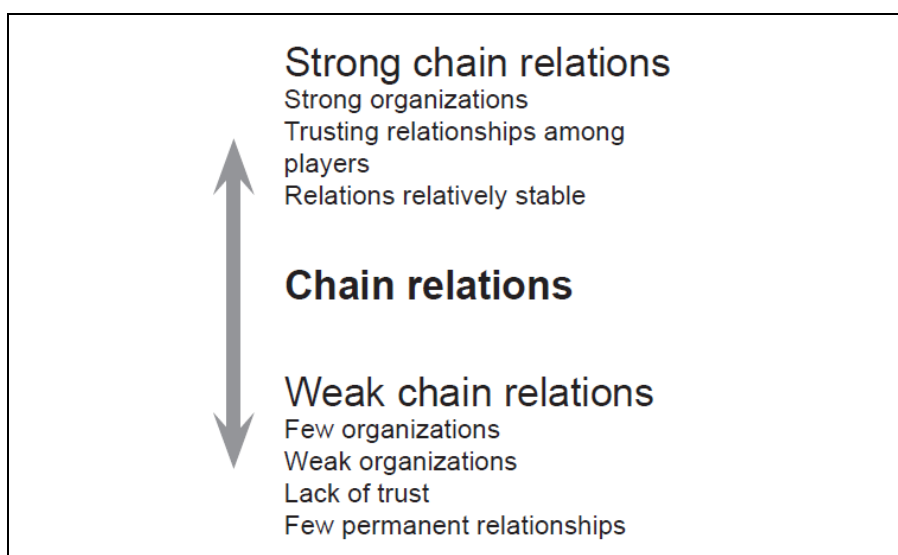 Strong chain relations
Strong organizations
Trusting relationships among
players
Relations relatively stable
Chain relations
Weak chain relations
Few organizations
Weak organizations
Lack of trust
Few permanent relationships